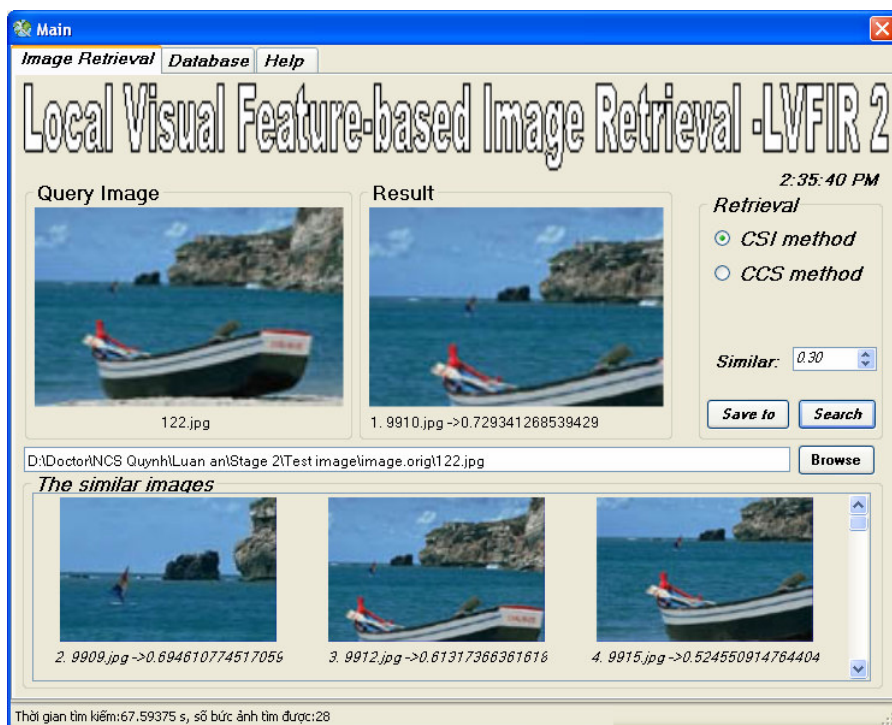 Main
Image Retrieval Database Help
Local Visual Feature-based Image Retrieval -LVFIR 2
2:35:40 PM
Query Image
Result
Retrieval
CSI method
CCS method
Similar: 0.30
122.jpg
1. 9910.jpg ->0.729341268539429
Save to Search
D:\Doctor\NCS Quynh\Luan an\Stage 2\Test image\image.orig\122.jpg
Browse
The similar images
2. 9909.jpg ->0.694610774517059
3. 9912.jpg ->0.61317366361618
4. 9915.jpg ->0.524550914764404
Thời gian tìm kiếm:67.59375 s, số bức ảnh tìm được:28